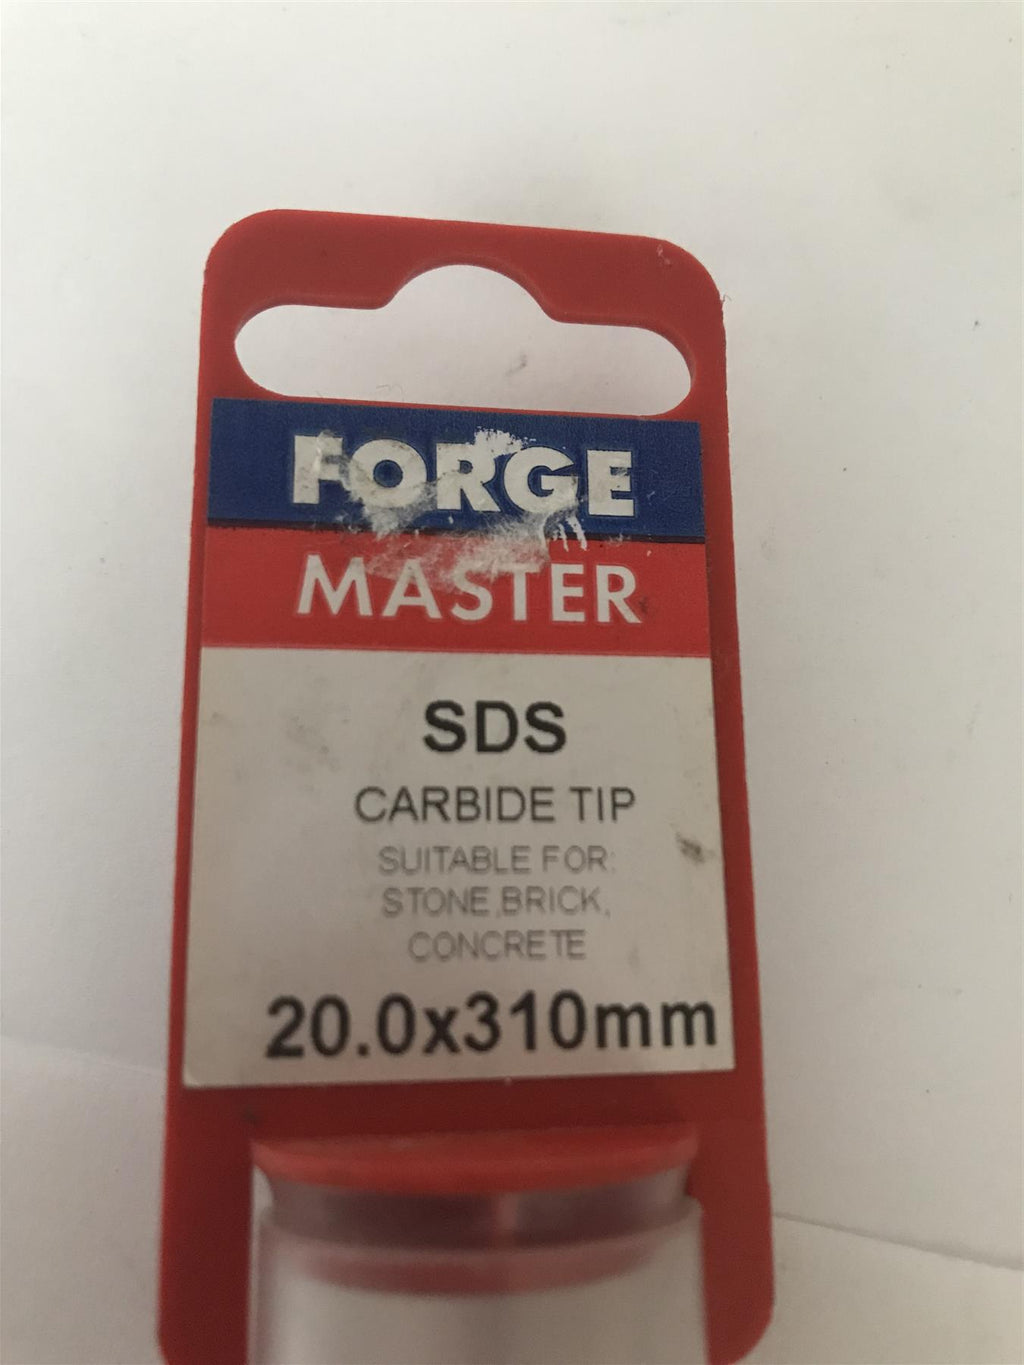 FORGE
MASTER
SDS
CARBIDE TIP
SUITABLE FOR:
STONE,BRICK,
CONCRETE
20.0x310mm